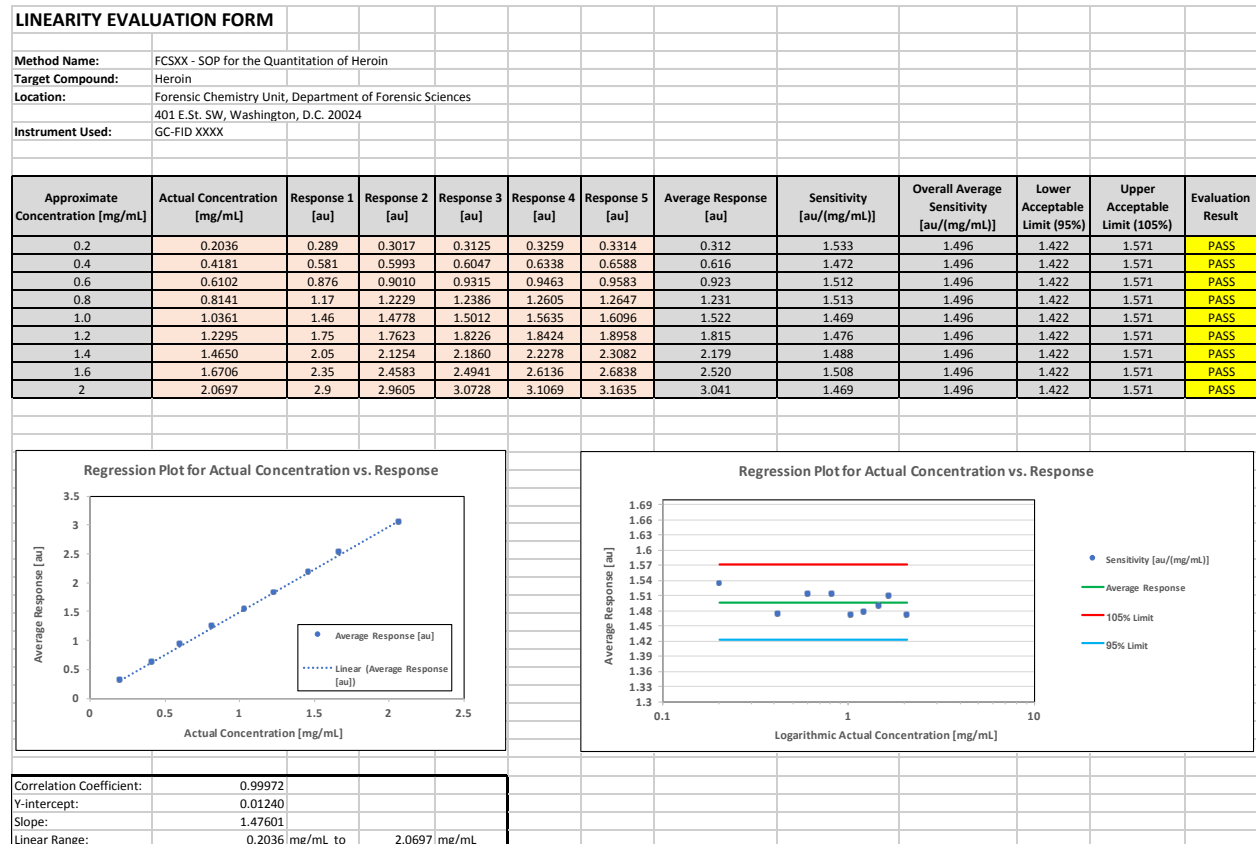 LINEARITY EVALUATION FORM
Method Name: FCSXX - SOP for the Quantitation of Heroin
Target Compound: Heroin
Location: Forensic Chemistry Unit, Department of Forensic Sciences
401 E.St. SW, Washington, D.C. 20024
Instrument Used: GC-FID XXXX
Approximate Concentration [mg/mL] Actual Concentration [mg/mL] Response 1 [au] Response 2 [au] Response 3 [au] Response 4 [au] Response 5 [au] Average Response [au] Sensitivity [au/(mg/mL)] Overall Average Sensitivity [au/(mg/mL)] Lower Acceptable Limit (95%) Upper Acceptable Limit (105%) Evaluation Result
0.2 0.2036 0.289 0.3017 0.3125 0.3259 0.3314 0.312 1.533 1.496 1.422 1.571 PASS
0.4 0.4181 0.581 0.5993 0.6047 0.6338 0.6588 0.616 1.472 1.496 1.422 1.571 PASS
0.6 0.6102 0.876 0.9010 0.9315 0.9463 0.9583 0.923 1.512 1.496 1.422 1.571 PASS
0.8 0.8141 1.17 1.2229 1.2386 1.2605 1.2647 1.231 1.513 1.496 1.422 1.571 PASS
1.0 1.0361 1.46 1.4778 1.5012 1.5635 1.6096 1.522 1.469 1.496 1.422 1.571 PASS
1.2 1.2295 1.75 1.7623 1.8226 1.8424 1.8958 1.815 1.476 1.496 1.422 1.571 PASS
1.4 1.4650 2.05 2.1254 2.1860 2.2278 2.3082 2.179 1.488 1.496 1.422 1.571 PASS
1.6 1.6706 2.35 2.4583 2.4941 2.6136 2.6838 2.520 1.508 1.496 1.422 1.571 PASS
2 2.0697 2.9 2.9605 3.0728 3.1069 3.1635 3.041 1.469 1.496 1.422 1.571 PASS
Regression Plot for Actual Concentration vs. Response
Average Response [au]
3.5
3
2.5
2
1.5
1
0.5
0
0 0.5 1 1.5 2 2.5
Actual Concentration [mg/mL]
Average Response [au]
Linear (Average Response
[au])
Regression Plot for Actual Concentration vs. Response
Average Response [au]
1.69
1.66
1.63
1.6
1.57
1.54
1.51
1.48
1.45
1.42
1.39
1.36
1.33
1.3
0.1 1 10
Logarithmic Actual Concentration [mg/mL]
Sensitivity [au/(mg/mL)]
Average Response
105% Limit
95% Limit
Correlation Coefficient: 0.99972
Y-intercept: 0.01240
Slope: 1.47601
Linear Range: 0.2036 mg/mL to 2.0697 mg/mL